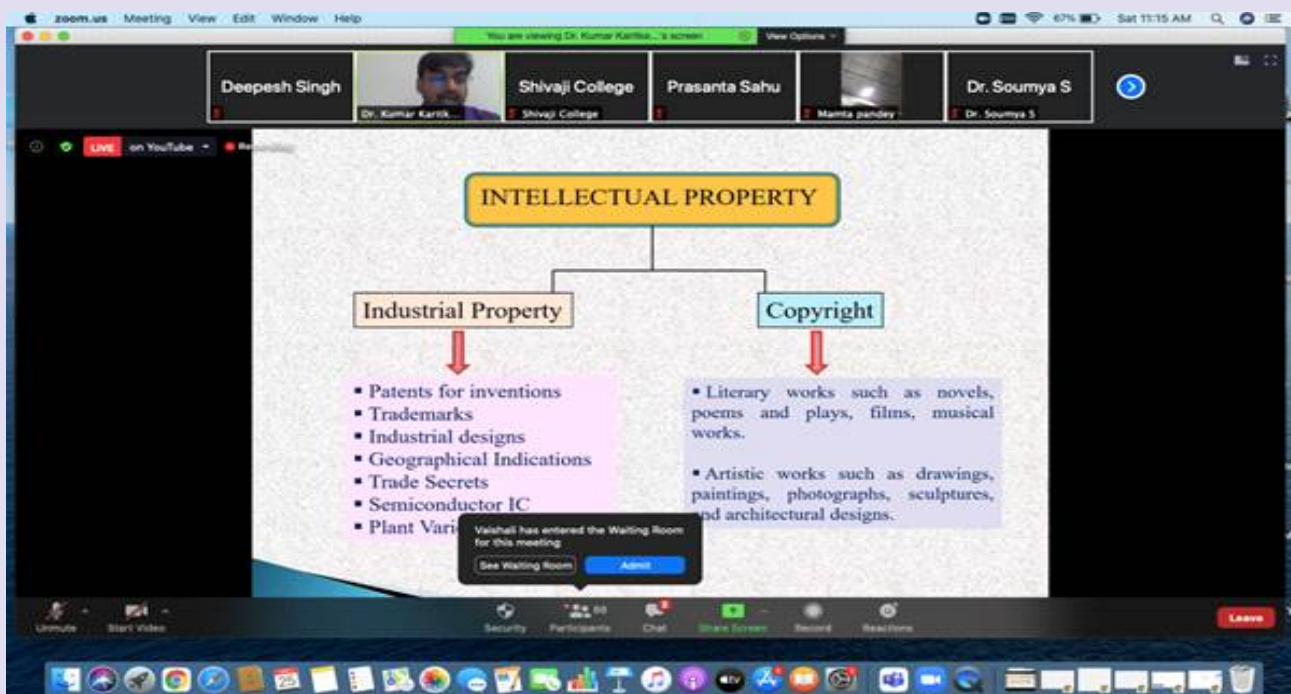 zoom.us Meeting View Edit Window Help
67% Sat 11:15 AM
You are viewing Dr. Kumar Kartike...'s screen View Options
Deepesh Singh
Shivaji College
Prasanta Sahu
Dr. Soumya S
Dr. Kumar Kartik...
Shivaji College
Mamta pandey
Dr. Soumya S
LIVE on YouTube
INTELLECTUAL PROPERTY
Industrial Property
▪ Patents for inventions
▪ Trademarks
▪ Industrial designs
▪ Geographical Indications
▪ Trade Secrets
▪ Semiconductor IC
▪ Plant Vari
Copyright
▪ Literary works such as novels,
poems and plays, films, musical
works.
▪ Artistic works such as drawings,
paintings, photographs, sculptures,
and architectural designs.
Vaishali has entered the Waiting Room
for this meeting
See Waiting Room Admit
Unmute Start Video Security Participants Chat Share Screen Record Reactions Leave
25
tv